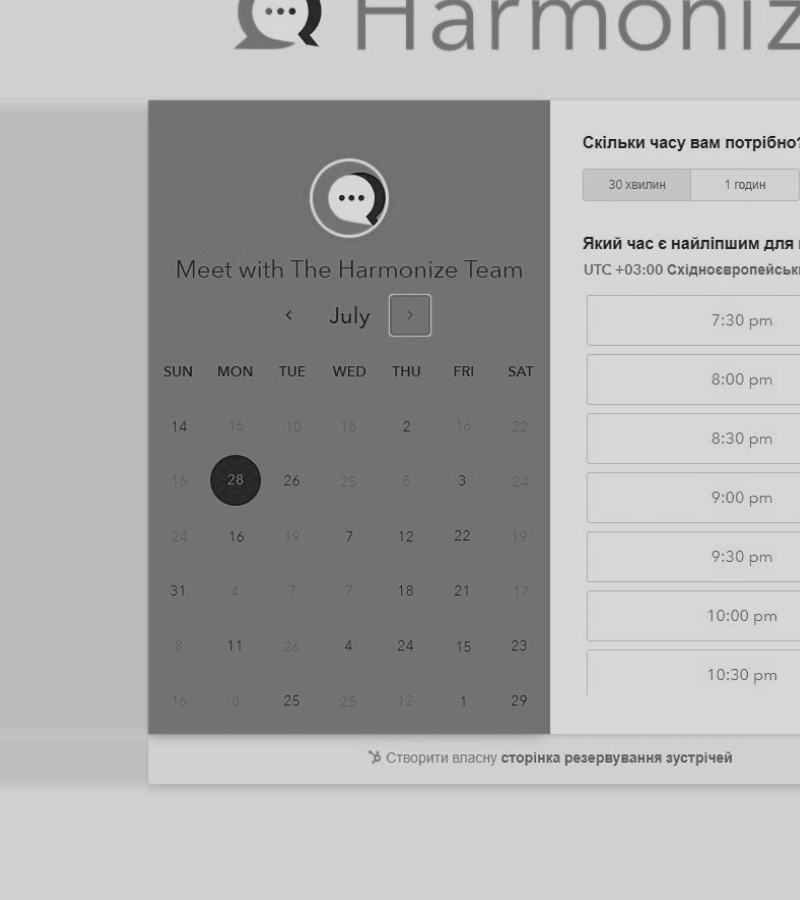 Harmoniz
Meet with The Harmonize Team
July
SUN MON TUE WED THU FRI SAT
14 16 10 18 2 16 22
16 28 26 25 8 3 24
24 16 19 7 12 22 19
31 4 7 7 18 21 17
8 11 26 4 24 15 23
16 8 25 25 12 1 29
Скільки часу вам потрібно?
30 хвилин 1 годин
Який час є найліпшим для
UTC +03:00 Східноєвропейськ
7:30 pm
8:00 pm
8:30 pm
9:00 pm
9:30 pm
10:00 pm
10:30 pm
Створити власну сторінка резервування зустрічей